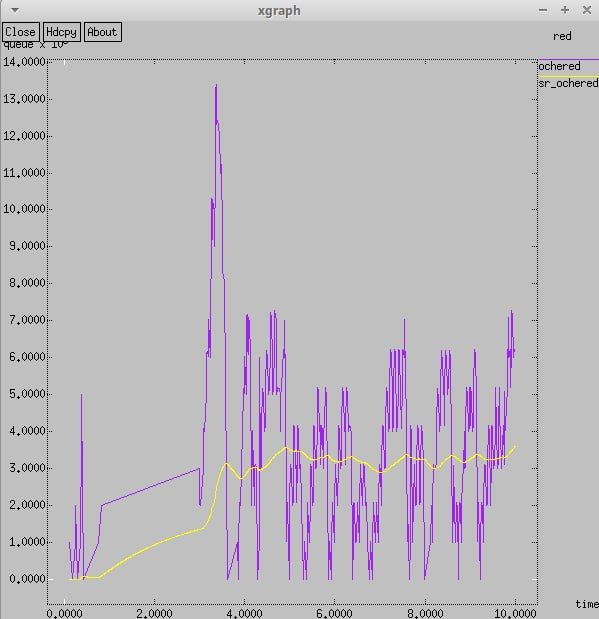 xgraph
Close Hdcpy About
queue x 10
red
ochered
sr_ochered
14.0000
13.0000
12.0000
11.0000
10.0000
9.0000
8.0000
7.0000
6.0000
5.0000
4.0000
3.0000
2.0000
1.0000
0.0000
time
0.0000 2.0000 4.0000 6.0000 8.0000 10.0000